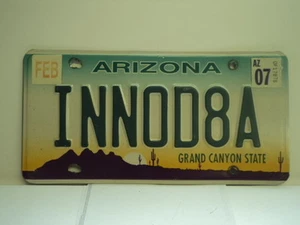 FEB
ARIZONA
AZ
07
INNOD8A
GRAND CANYON STATE